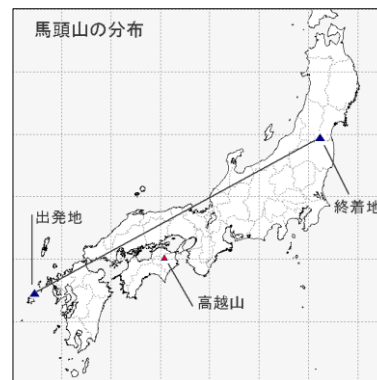 馬頭山の分布
終着地
出発地
高越山